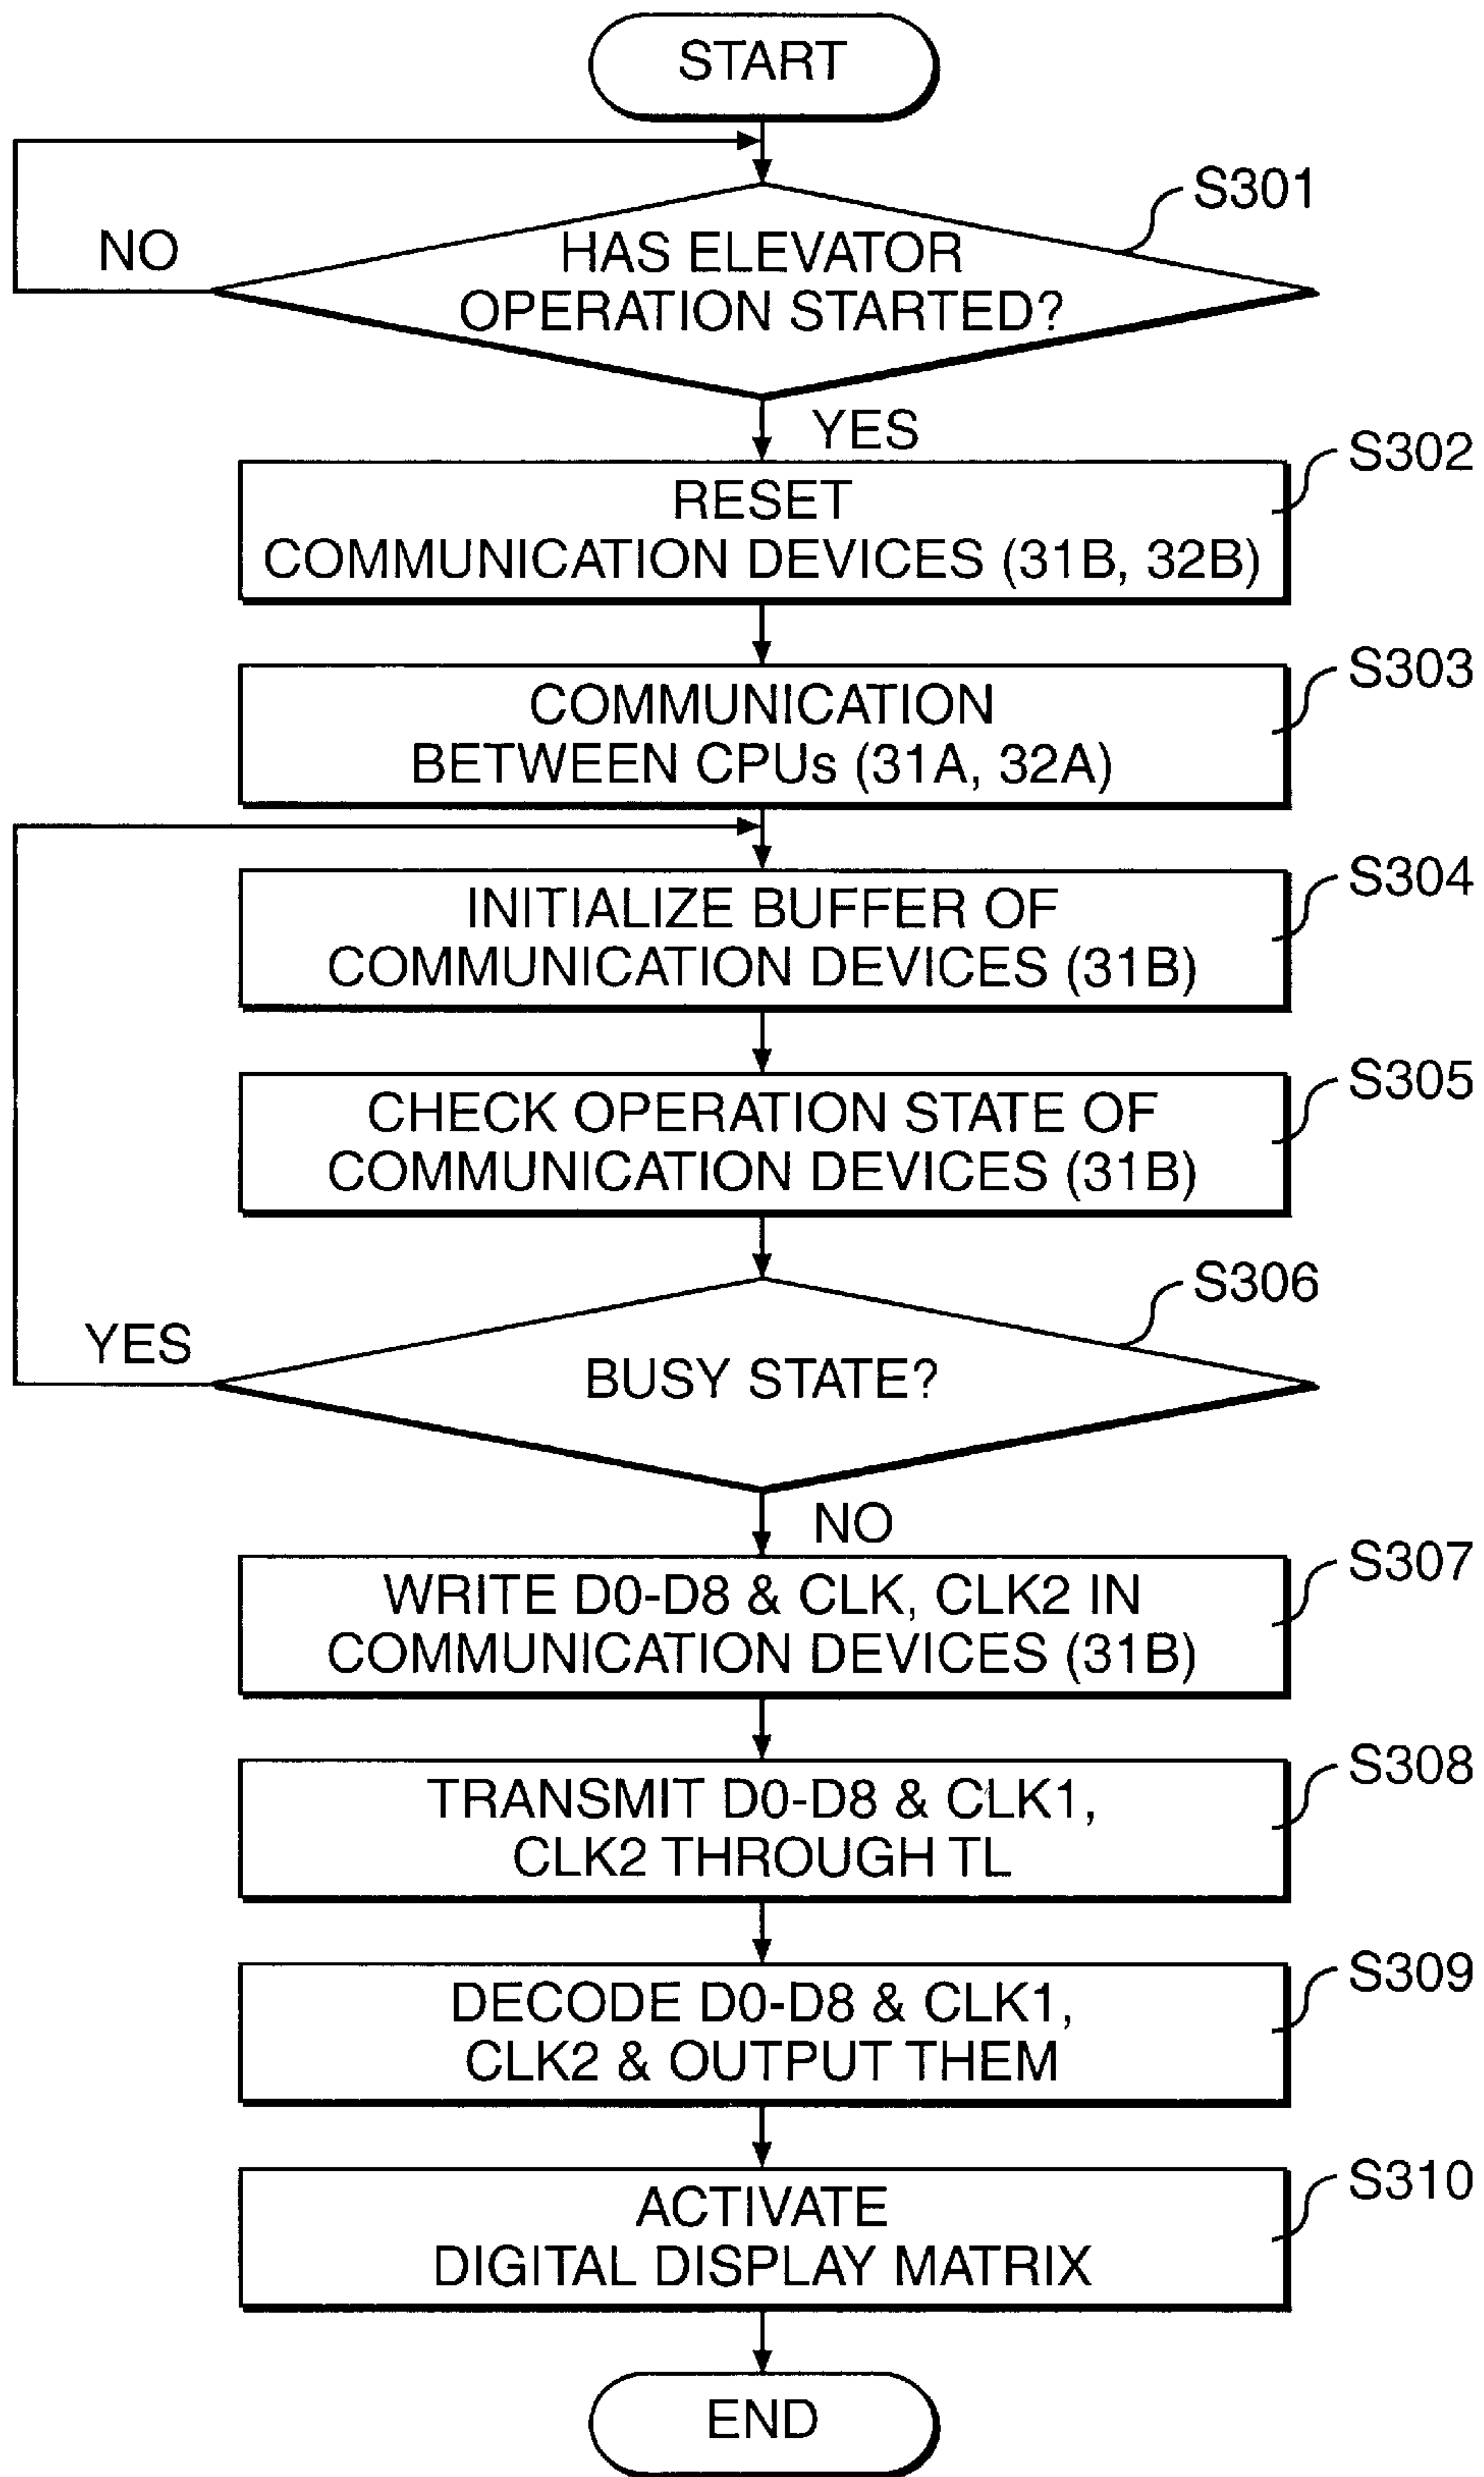 START
NO
S301
HAS ELEVATOR
OPERATION STARTED?
YES
S302
RESET
COMMUNICATION DEVICES (31B, 32B)
S303
COMMUNICATION
BETWEEN CPUs (31A, 32A)
S304
INITIALIZE BUFFER OF
COMMUNICATION DEVICES (31B)
S305
CHECK OPERATION STATE OF
COMMUNICATION DEVICES (31B)
S306
YES
BUSY STATE?
NO
S307
WRITE D0-D8 & CLK, CLK2 IN
COMMUNICATION DEVICES (31B)
S308
TRANSMIT D0-D8 & CLK1,
CLK2 THROUGH TL
S309
DECODE D0-D8 & CLK1,
CLK2 & OUTPUT THEM
S310
ACTIVATE
DIGITAL DISPLAY MATRIX
END